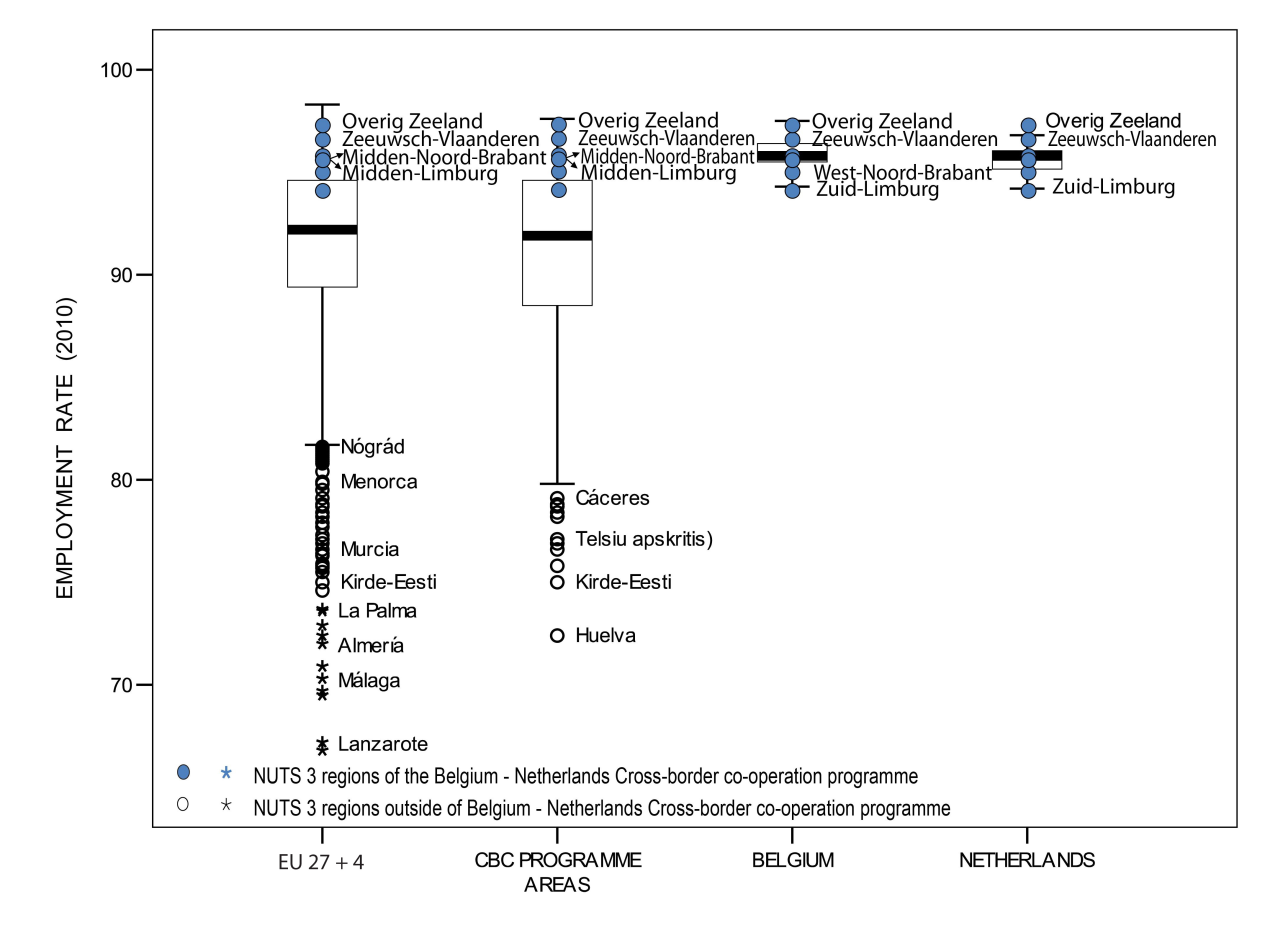 100
90
80
70
EMPLOYMENT RATE (2010)
Overig Zeeland
Zeeuwsch-Vlaanderen
Midden-Noord-Brabant
Midden-Limburg
Nógrád
Menorca
Murcia
Kirde-Eesti
La Palma
Almería
Málaga
Lanzarote
Overig Zeeland
Zeeuwsch-Vlaanderen
Midden-Noord-Brabant
Midden-Limburg
Cáceres
Telsiu apskritis)
Kirde-Eesti
Huelva
Overig Zeeland
Zeeuwsch-Vlaanderen
West-Noord-Brabant
Zuid-Limburg
Overig Zeeland
Zeeuwsch-Vlaanderen
Zuid-Limburg
NUTS 3 regions of the Belgium - Netherlands Cross-border co-operation programme
NUTS 3 regions outside of Belgium - Netherlands Cross-border co-operation programme
EU 27 + 4
CBC PROGRAMME
AREAS
BELGIUM
NETHERLANDS